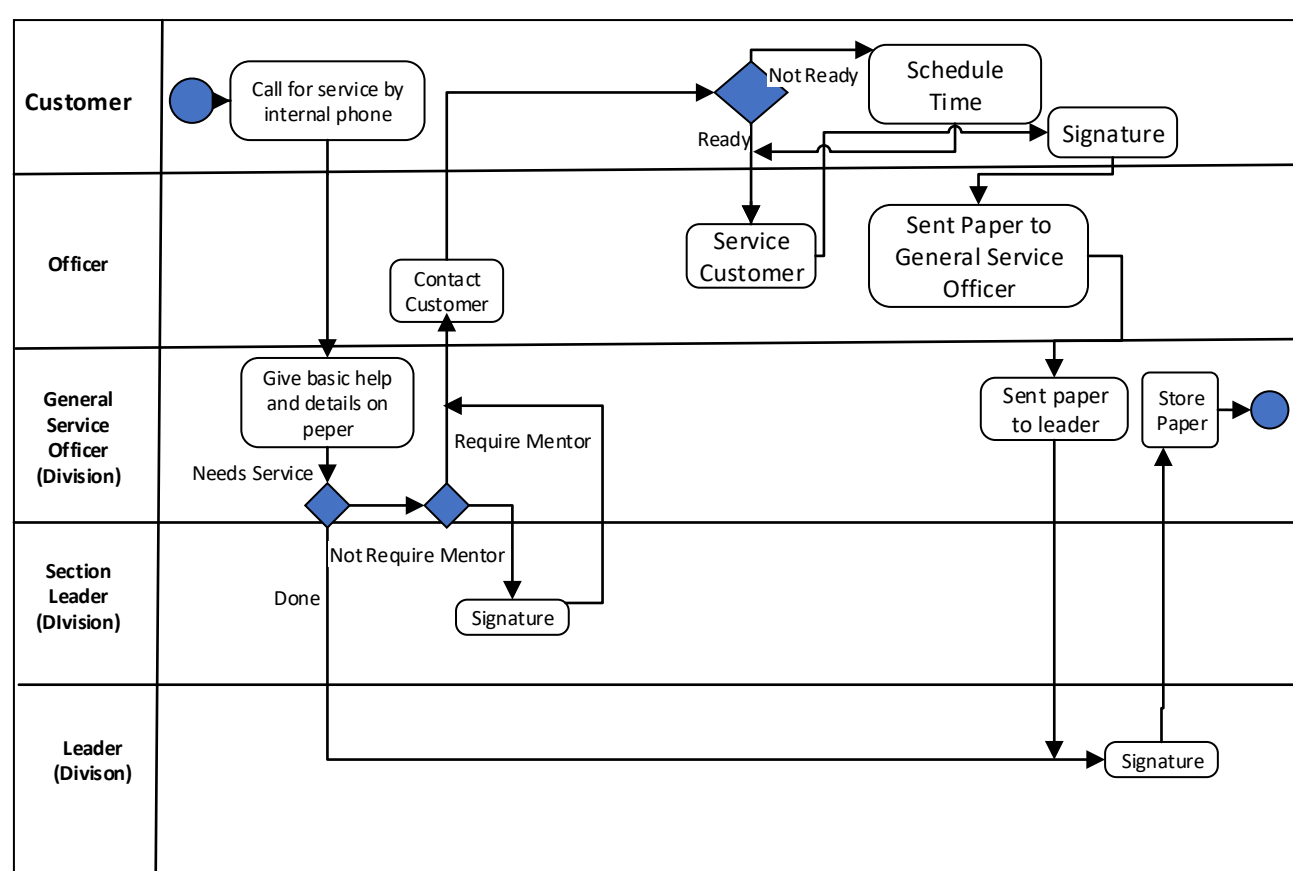 Customer
Call for service by
internal phone
Not Ready
Schedule
Time
Ready
Signature
Officer
Contact
Customer
Service
Customer
Sent Paper to
General Service
Officer
General
Service
Officer
(Division)
Give basic help
and details on
peper
Needs Service
Require Mentor
Sent paper
to leader
Store
Paper
Section
Leader
(DIvision)
Not Require Mentor
Done
Signature
Leader
(Divison)
Signature